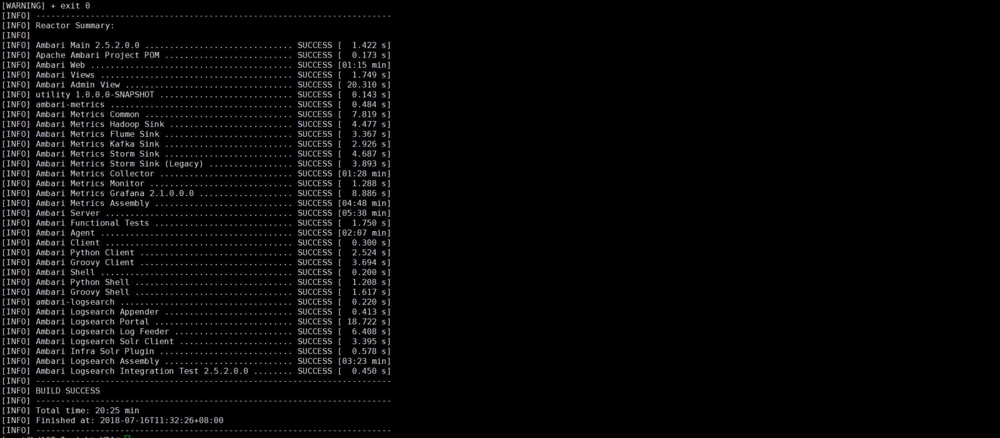 [WARNING] + exit 0
[INFO] ------------------------------------------------------------------------
[INFO] Reactor Summary:
[INFO]
[INFO] Ambari Main 2.5.2.0.0 .............................. SUCCESS [  1.422 s]
[INFO] Apache Ambari Project POM .......................... SUCCESS [  0.173 s]
[INFO] Ambari Web ......................................... SUCCESS [01:15 min]
[INFO] Ambari Views ....................................... SUCCESS [  1.749 s]
[INFO] Ambari Admin View .................................. SUCCESS [ 20.310 s]
[INFO] utility 1.0.0.0-SNAPSHOT ........................... SUCCESS [  0.143 s]
[INFO] ambari-metrics ..................................... SUCCESS [  0.484 s]
[INFO] Ambari Metrics Common .............................. SUCCESS [  7.819 s]
[INFO] Ambari Metrics Hadoop Sink ......................... SUCCESS [  4.477 s]
[INFO] Ambari Metrics Flume Sink .......................... SUCCESS [  3.367 s]
[INFO] Ambari Metrics Kafka Sink .......................... SUCCESS [  2.926 s]
[INFO] Ambari Metrics Storm Sink .......................... SUCCESS [  4.687 s]
[INFO] Ambari Metrics Storm Sink (Legacy) ................. SUCCESS [  3.893 s]
[INFO] Ambari Metrics Collector ........................... SUCCESS [01:28 min]
[INFO] Ambari Metrics Monitor ............................. SUCCESS [  1.288 s]
[INFO] Ambari Metrics Grafana 2.1.0.0.0 ................... SUCCESS [  8.886 s]
[INFO] Ambari Metrics Assembly ............................ SUCCESS [04:48 min]
[INFO] Ambari Server ...................................... SUCCESS [05:38 min]
[INFO] Ambari Functional Tests ............................ SUCCESS [  1.750 s]
[INFO] Ambari Agent ....................................... SUCCESS [02:07 min]
[INFO] Ambari Client ...................................... SUCCESS [  0.300 s]
[INFO] Ambari Python Client ............................... SUCCESS [  2.524 s]
[INFO] Ambari Groovy Client ............................... SUCCESS [  3.694 s]
[INFO] Ambari Shell ....................................... SUCCESS [  0.200 s]
[INFO] Ambari Python Shell ................................ SUCCESS [  1.208 s]
[INFO] Ambari Groovy Shell ................................ SUCCESS [  1.617 s]
[INFO] ambari-logsearch ................................... SUCCESS [  0.220 s]
[INFO] Ambari Logsearch Appender .......................... SUCCESS [  0.413 s]
[INFO] Ambari Logsearch Portal ............................ SUCCESS [ 18.722 s]
[INFO] Ambari Logsearch Log Feeder ........................ SUCCESS [  6.408 s]
[INFO] Ambari Logsearch Solr Client ....................... SUCCESS [  3.395 s]
[INFO] Ambari Infra Solr Plugin ........................... SUCCESS [  0.578 s]
[INFO] Ambari Logsearch Assembly .......................... SUCCESS [03:23 min]
[INFO] Ambari Logsearch Integration Test 2.5.2.0.0 ........ SUCCESS [  0.450 s]
[INFO] ------------------------------------------------------------------------
[INFO] BUILD SUCCESS
[INFO] ------------------------------------------------------------------------
[INFO] Total time: 20:25 min
[INFO] Finished at: 2018-07-16T11:32:26+08:00
[INFO] ------------------------------------------------------------------------